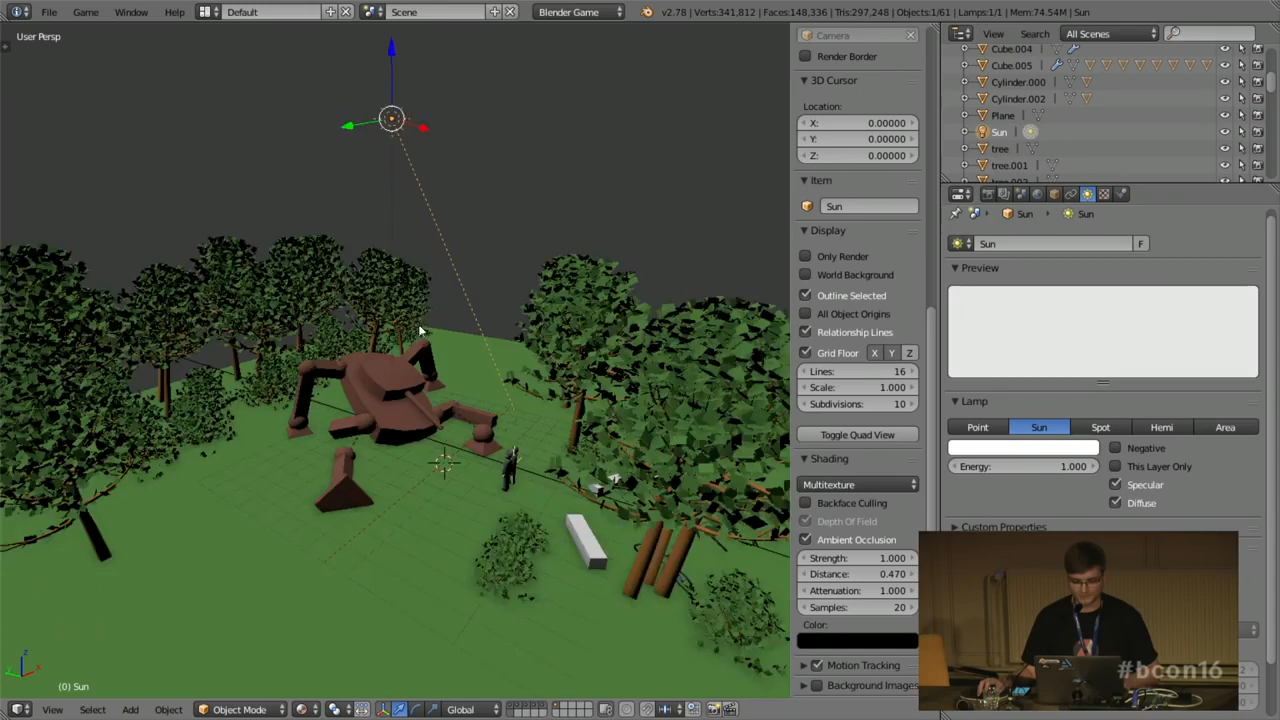 File Game Window Help Default Scene Blender Game v2.78 | Verts:341,812 | Faces:148,336 | Tris:297,248 | Objects:1/61 | Lamps:1/1 | Mem:74.54M | Sun
User Persp
(0) Sun
View Select Add Object Object Mode Global
Camera
Render Border
3D Cursor
Location:
X: 0.00000
Y: 0.00000
Z: 0.00000
Item
Sun
Display
Only Render
World Background
Outline Selected
All Object Origins
Relationship Lines
Grid Floor X Y Z
Lines: 16
Scale: 1.000
Subdivisions: 10
Toggle Quad View
Shading
Multitexture
Backface Culling
Depth Of Field
Ambient Occlusion
Strength: 1.000
Distance: 0.470
Attenuation: 1.000
Samples: 20
Color:
Motion Tracking
Background Images
View Search All Scenes
Cube.004
Cube.005
Cylinder.000
Cylinder.002
Plane
Sun
tree
tree.001
Sun Sun
Sun F
Preview
Lamp
Point Sun Spot Hemi Area
Negative
Energy: 1.000 This Layer Only
Specular
Diffuse
Custom Properties
#bcon16